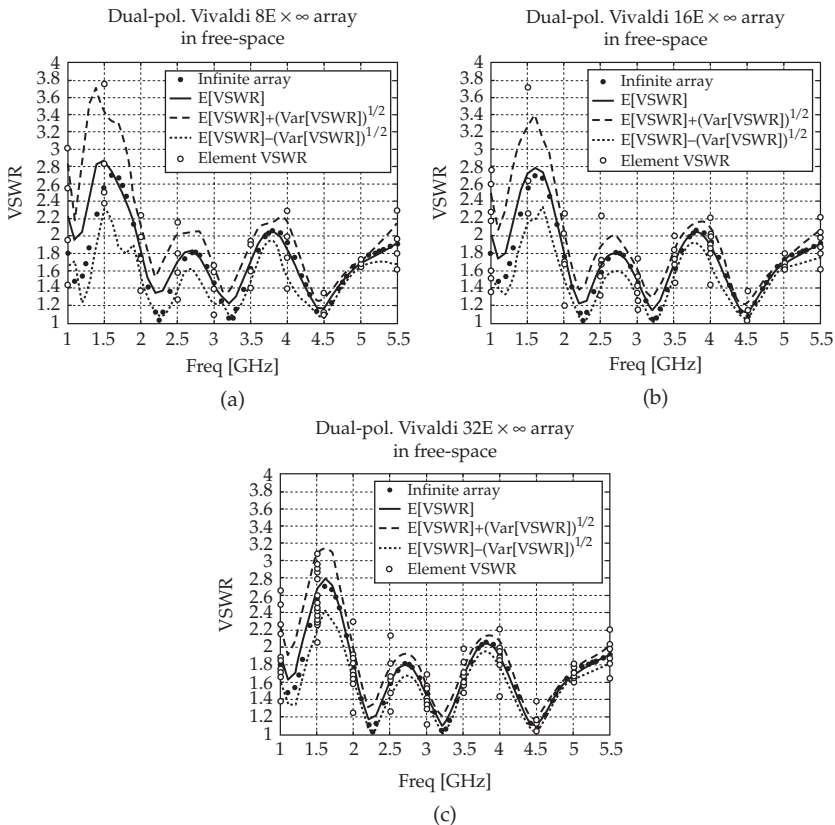 Dual-pol. Vivaldi 8E × ∞ array
in free-space
4
3.8
3.6
3.4
3.2
3
2.8
2.6
2.4
2.2
2
1.8
1.6
1.4
1.2
1
VSWR
Infinite array
E[VSWR]
E[VSWR]+(Var[VSWR])^1/2
E[VSWR]−(Var[VSWR])^1/2
Element VSWR
1 1.5 2 2.5 3 3.5 4 4.5 5 5.5
Freq [GHz]
(a)
Dual-pol. Vivaldi 16E × ∞ array
in free-space
4
3.8
3.6
3.4
3.2
3
2.8
2.6
2.4
2.2
2
1.8
1.6
1.4
1.2
1
VSWR
Infinite array
E[VSWR]
E[VSWR]+(Var[VSWR])^1/2
E[VSWR]−(Var[VSWR])^1/2
Element VSWR
1 1.5 2 2.5 3 3.5 4 4.5 5 5.5
Freq [GHz]
(b)
Dual-pol. Vivaldi 32E × ∞ array
in free-space
4
3.8
3.6
3.4
3.2
3
2.8
2.6
2.4
2.2
2
1.8
1.6
1.4
1.2
1
VSWR
Infinite array
E[VSWR]
E[VSWR]+(Var[VSWR])^1/2
E[VSWR]−(Var[VSWR])^1/2
Element VSWR
1 1.5 2 2.5 3 3.5 4 4.5 5 5.5
Freq [GHz]
(c)